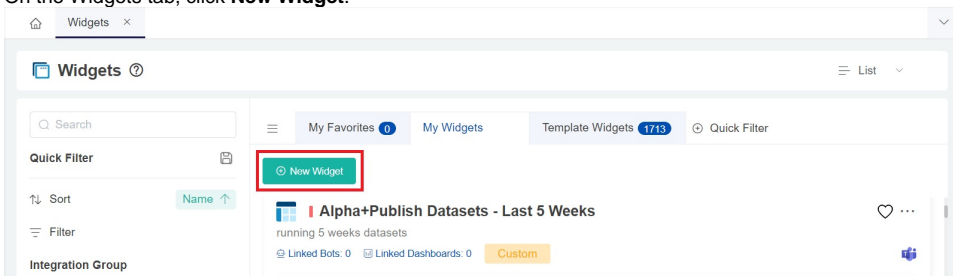 On the Widgets tab, click New Widget.
Widgets ×
Widgets
List
Search
My Favorites 0 My Widgets Template Widgets 1713 Quick Filter
Quick Filter
New Widget
Sort Name ↑
Alpha+Publish Datasets - Last 5 Weeks
Filter
running 5 weeks datasets
Linked Bots: 0 Linked Dashboards: 0 Custom
Integration Group